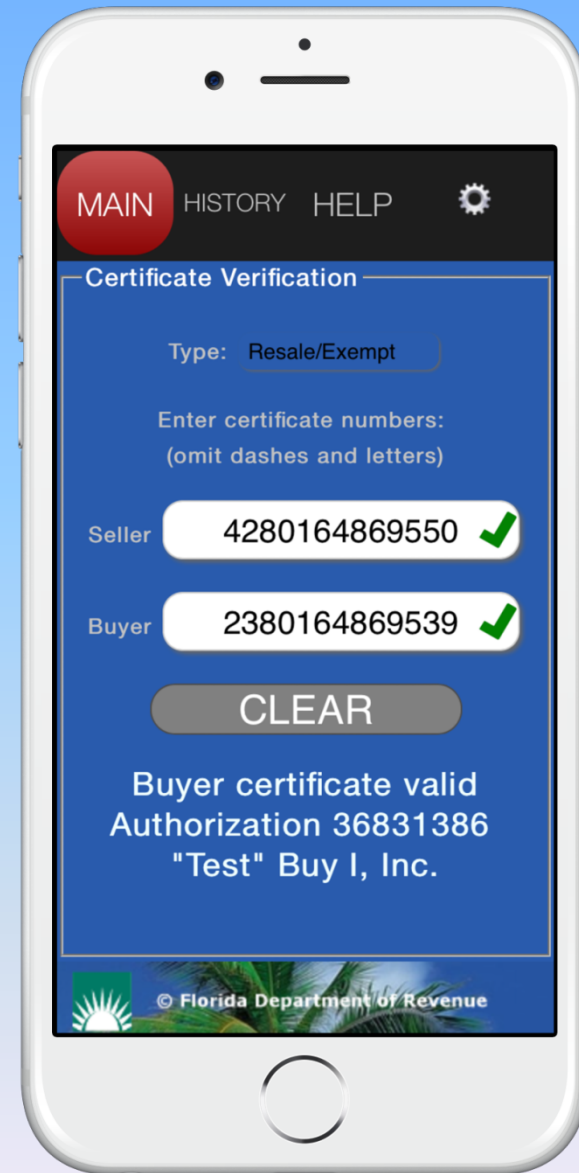 MAIN HISTORY HELP
Certificate Verification
Type: Resale/Exempt
Enter certificate numbers:
(omit dashes and letters)
Seller 4280164869550
Buyer 2380164869539
CLEAR
Buyer certificate valid
Authorization 36831386
"Test" Buy I, Inc.
© Florida Department of Revenue